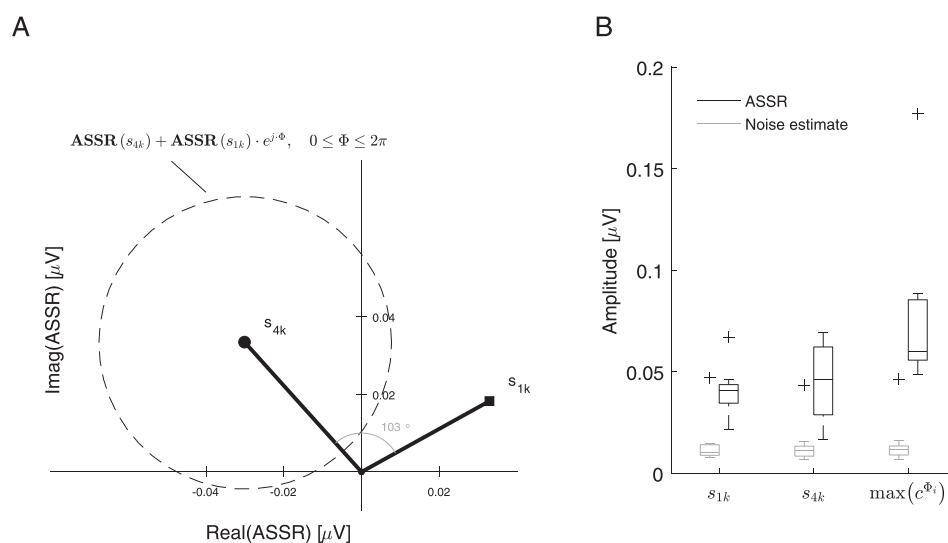 A
ASSR (s4k) + ASSR (s1k) · e^{j·Φ}, 0 ≤ Φ ≤ 2π
Imag(ASSR) [μV]
s4k
0.04
s1k
0.02
103 °
-0.04 -0.02 0.02
Real(ASSR) [μV]
B
0.2
ASSR
Noise estimate
0.15
Amplitude [μV]
0.1
0.05
0
s1k s4k max(c^{Φi})